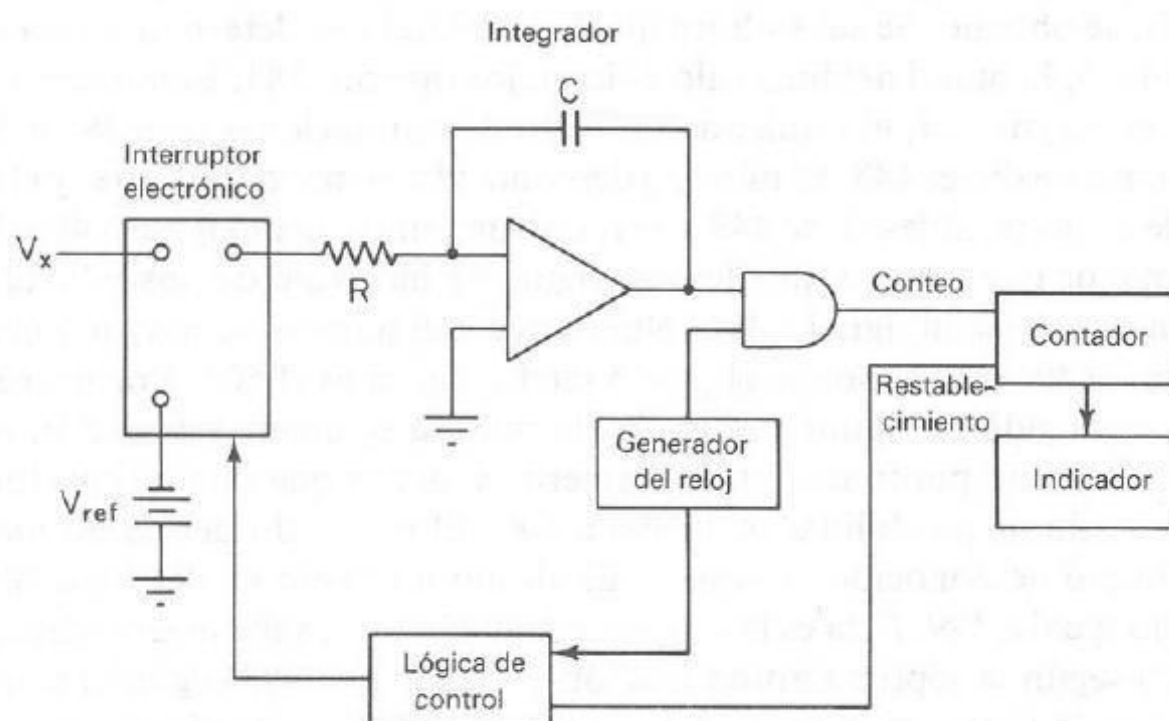 Integrador
C
Interruptor
electrónico
Vx
R
Conteo
Contador
Restable-
cimiento
Generador
del reloj
Indicador
Vref
Lógica de
control